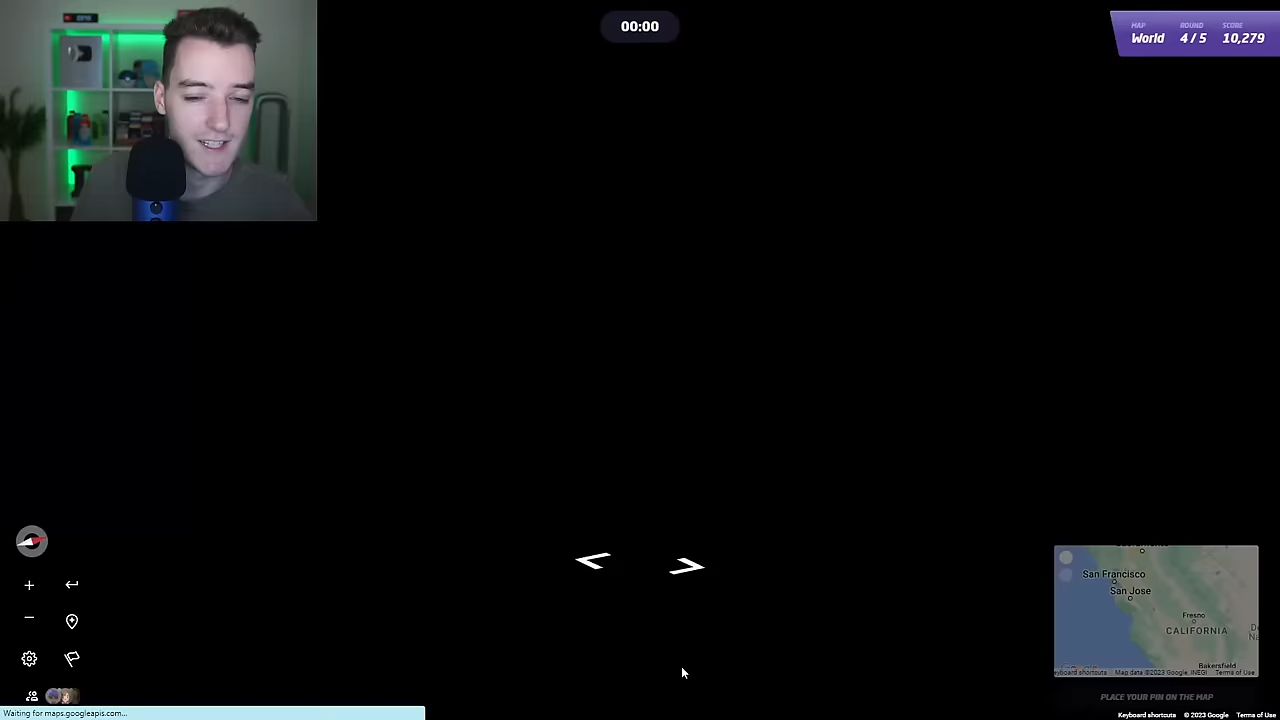 00:00
MAP
World
ROUND
4 / 5
SCORE
10,279
San Francisco
San Jose
Fresno
CALIFORNIA
Bakersfield
Map data ©2023 Google, INEGI
Terms of Use
PLACE YOUR PIN ON THE MAP
Waiting for maps.googleapis.com...
Keyboard shortcuts
© 2023 Google
Terms of Use